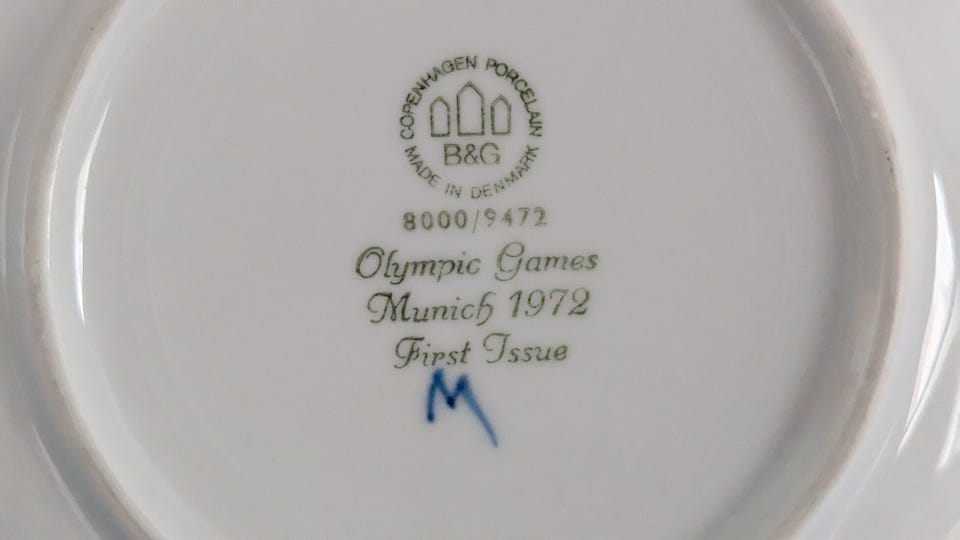 COPENHAGEN PORCELAIN
B&G
MADE IN DENMARK
8000/9472
Olympic Games
Munich 1972
First Issue
M